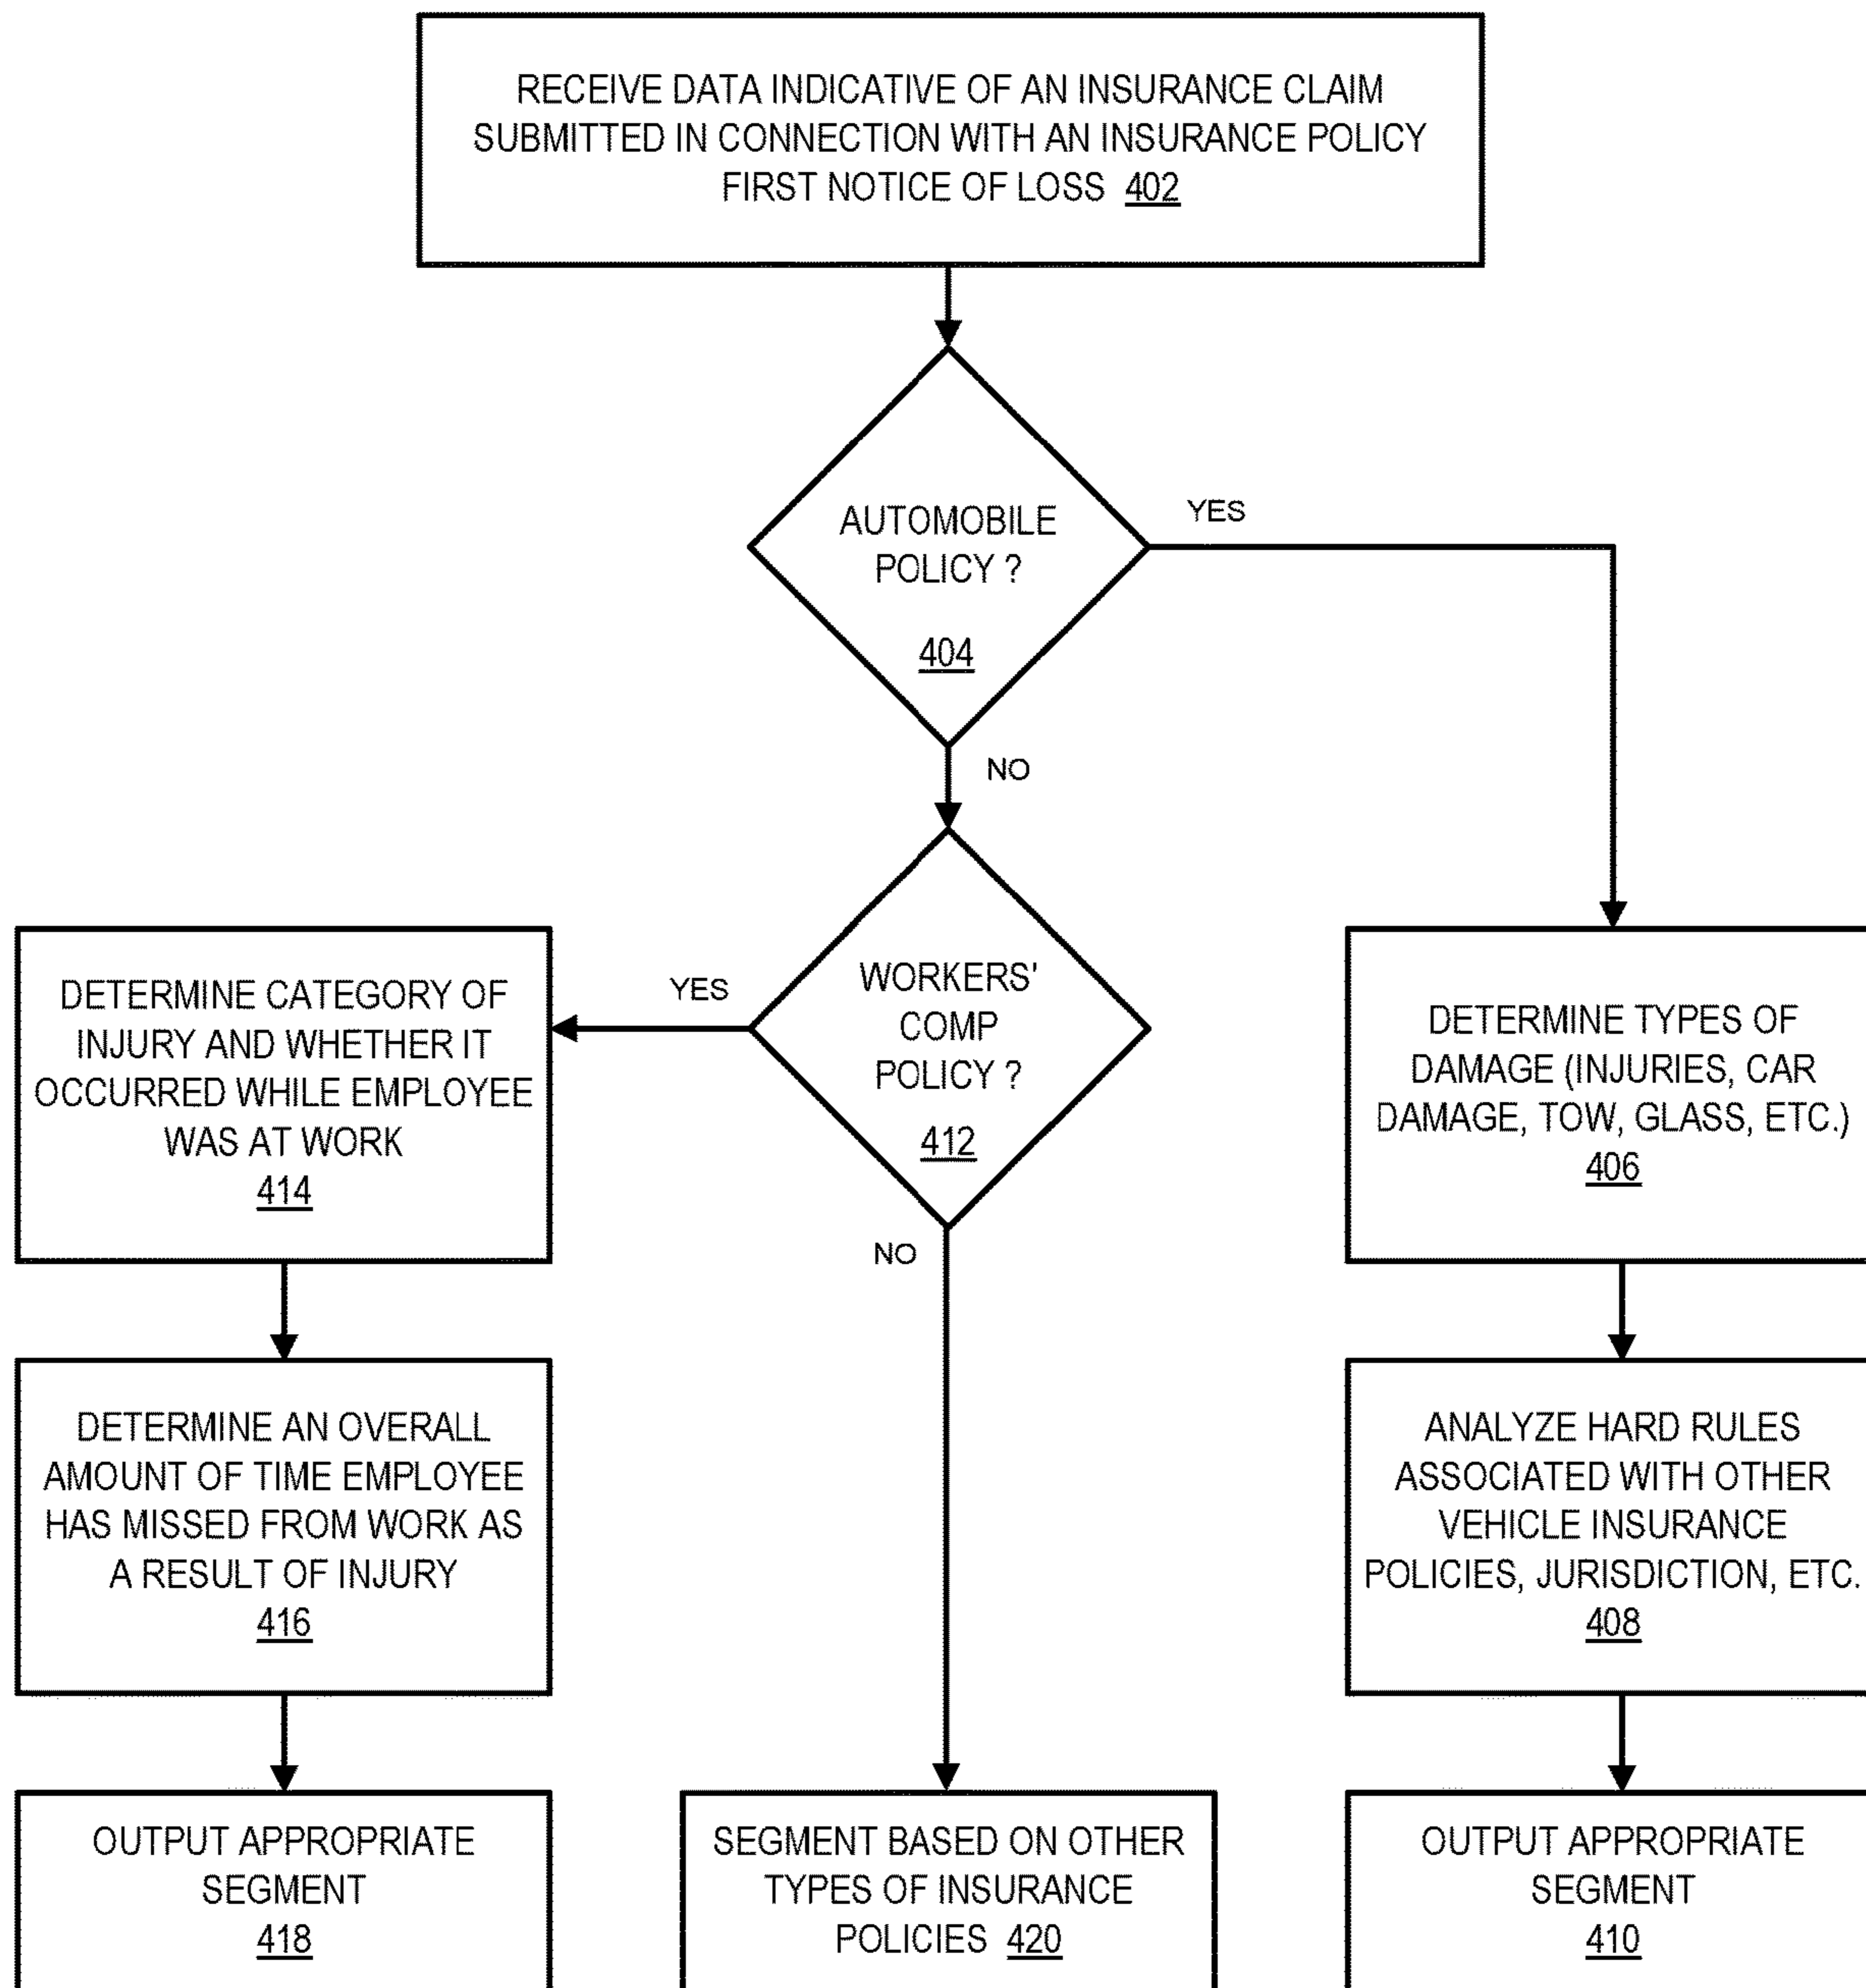 RECEIVE DATA INDICATIVE OF AN INSURANCE CLAIM
SUBMITTED IN CONNECTION WITH AN INSURANCE POLICY
FIRST NOTICE OF LOSS 402
AUTOMOBILE
POLICY ?
404
YES
NO
WORKERS'
COMP
POLICY ?
412
YES
NO
DETERMINE CATEGORY OF
INJURY AND WHETHER IT
OCCURRED WHILE EMPLOYEE
WAS AT WORK
414
DETERMINE TYPES OF
DAMAGE (INJURIES, CAR
DAMAGE, TOW, GLASS, ETC.)
406
DETERMINE AN OVERALL
AMOUNT OF TIME EMPLOYEE
HAS MISSED FROM WORK AS
A RESULT OF INJURY
416
ANALYZE HARD RULES
ASSOCIATED WITH OTHER
VEHICLE INSURANCE
POLICIES, JURISDICTION, ETC.
408
OUTPUT APPROPRIATE
SEGMENT
418
SEGMENT BASED ON OTHER
TYPES OF INSURANCE
POLICIES 420
OUTPUT APPROPRIATE
SEGMENT
410